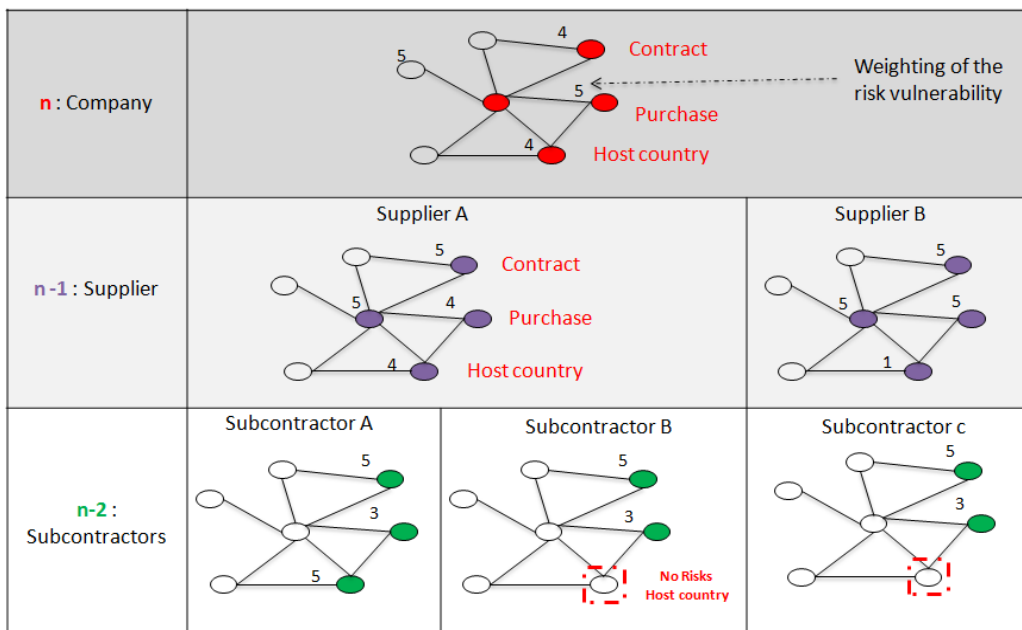 4
Contract
5
Weighting of the
risk vulnerability
n : Company
5
Purchase
4
Host country
Supplier A
Supplier B
5
Contract
5
n -1 : Supplier
5
4
Purchase
5
5
4
Host country
1
Subcontractor A
Subcontractor B
Subcontractor c
5
5
5
n-2 :
Subcontractors
3
3
3
5
No Risks
Host country